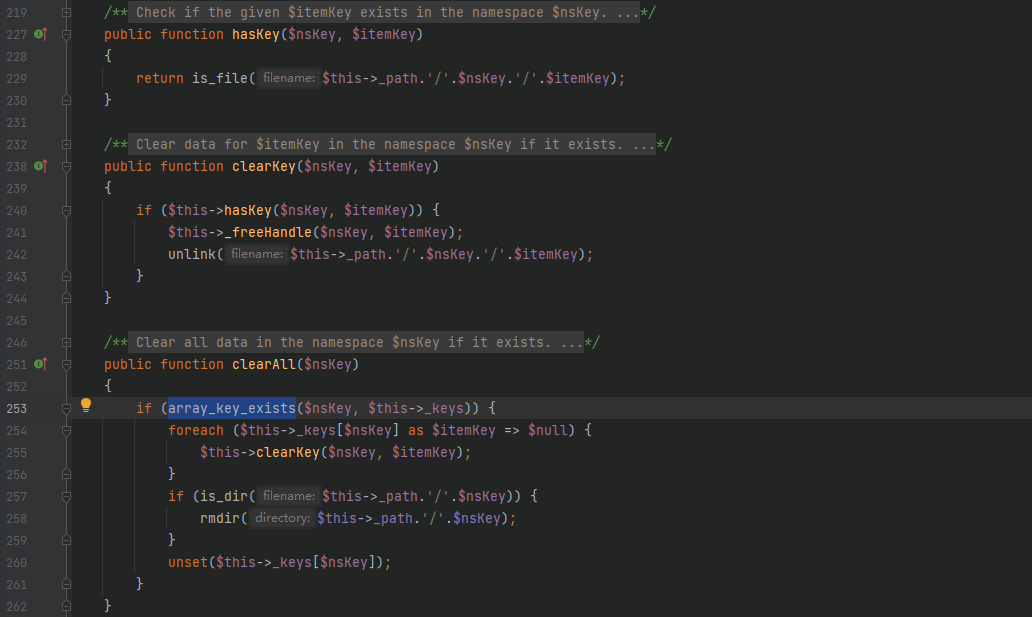 219 /** Check if the given $itemKey exists in the namespace $nsKey. ...*/
227 public function hasKey($nsKey, $itemKey)
228 {
229 return is_file( filename: $this->_path.'/'.$nsKey.'/'.$itemKey);
230 }
231
232 /** Clear data for $itemKey in the namespace $nsKey if it exists. ...*/
238 public function clearKey($nsKey, $itemKey)
239 {
240 if ($this->hasKey($nsKey, $itemKey)) {
241 $this->_freeHandle($nsKey, $itemKey);
242 unlink( filename: $this->_path.'/'.$nsKey.'/'.$itemKey);
243 }
244 }
245
246 /** Clear all data in the namespace $nsKey if it exists. ...*/
251 public function clearAll($nsKey)
252 {
253 if (array_key_exists($nsKey, $this->_keys)) {
254 foreach ($this->_keys[$nsKey] as $itemKey => $null) {
255 $this->clearKey($nsKey, $itemKey);
256 }
257 if (is_dir( filename: $this->_path.'/'.$nsKey)) {
258 rmdir( directory: $this->_path.'/'.$nsKey);
259 }
260 unset($this->_keys[$nsKey]);
261 }
262 }